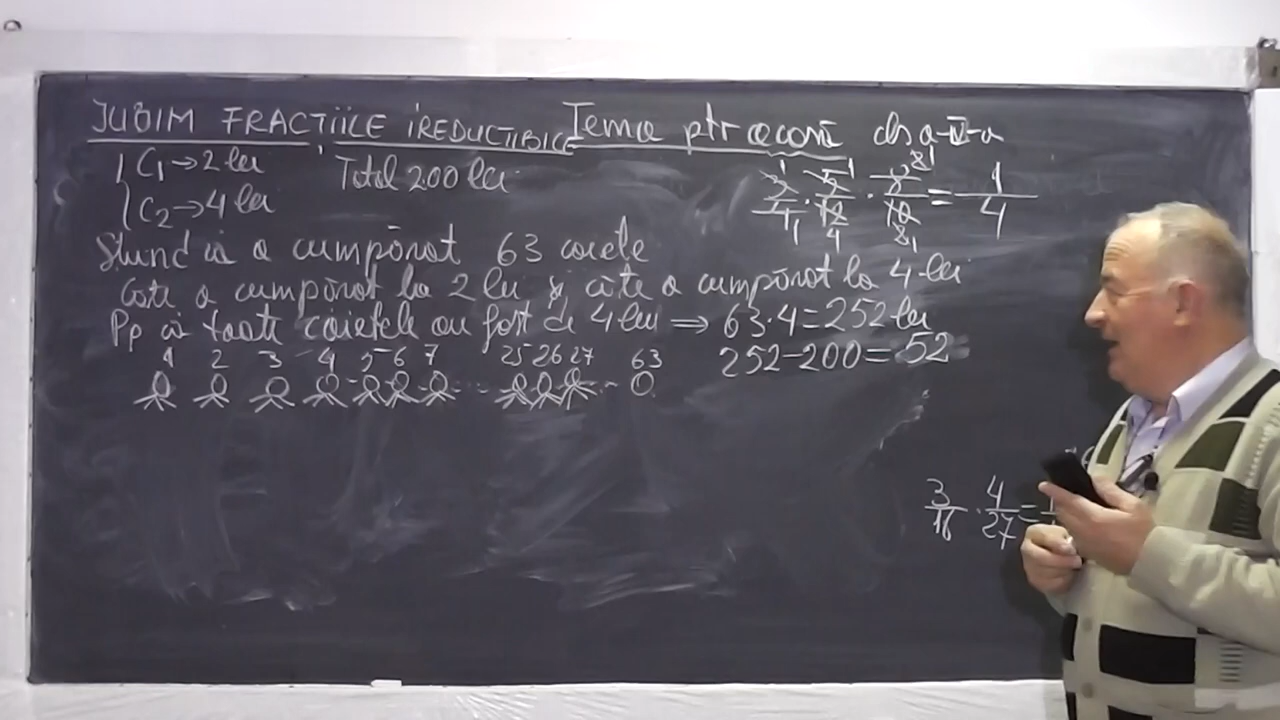 IUBIM FRACȚIILE IREDUCTIBILE Tema ptr acasă cls a-IV-a
C1→2 lei Total 200 lei
C2→4 lei
3/4 · 5/12 · 8/10 = 1/4
Știind că a cumpărat 63 caiete
Câte a cumpărat la 2 lei și câte a cumpărat la 4 lei
Pp că toate caietele au fost de 4 lei ⇒ 63·4=252 lei
1 2 3 4 5 6 7 25 26 27 63 252-200=52
3/16 · 4/27 =